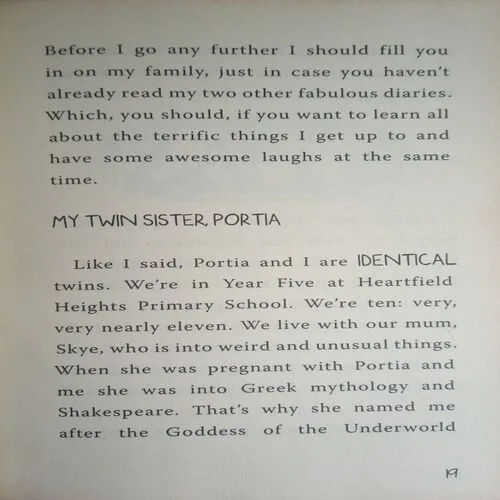 Before I go any further I should fill you
in on my family, just in case you haven't
already read my two other fabulous diaries.
Which, you should, if you want to learn all
about the terrific things I get up to and
have some awesome laughs at the same
time.
MY TWIN SISTER, PORTIA
Like I said, Portia and I are IDENTICAL
twins. We're in Year Five at Heartfield
Heights Primary School. We're ten: very,
very nearly eleven. We live with our mum,
Skye, who is into weird and unusual things.
When she was pregnant with Portia and
me she was into Greek mythology and
Shakespeare. That's why she named me
after the Goddess of the Underworld
19